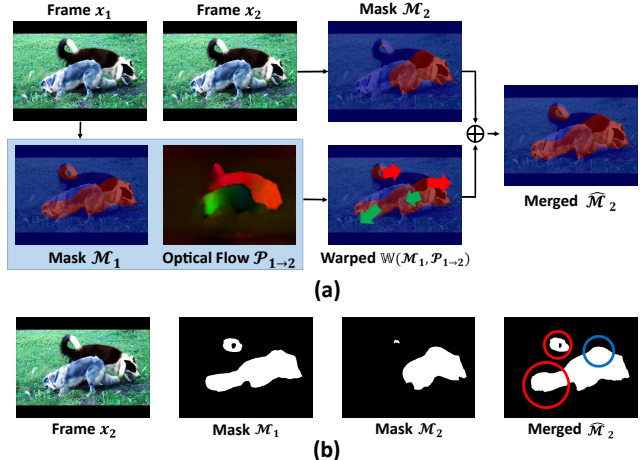 Frame x₁ Frame x₂ Mask ℳ₂
Merged ℳ̂₂
Mask ℳ₁ Optical Flow 𝒫₁→₂ Warped 𝕎(ℳ₁, 𝒫₁→₂)
(a)
Frame x₂ Mask ℳ₁ Mask ℳ₂ Merged ℳ̂₂
(b)